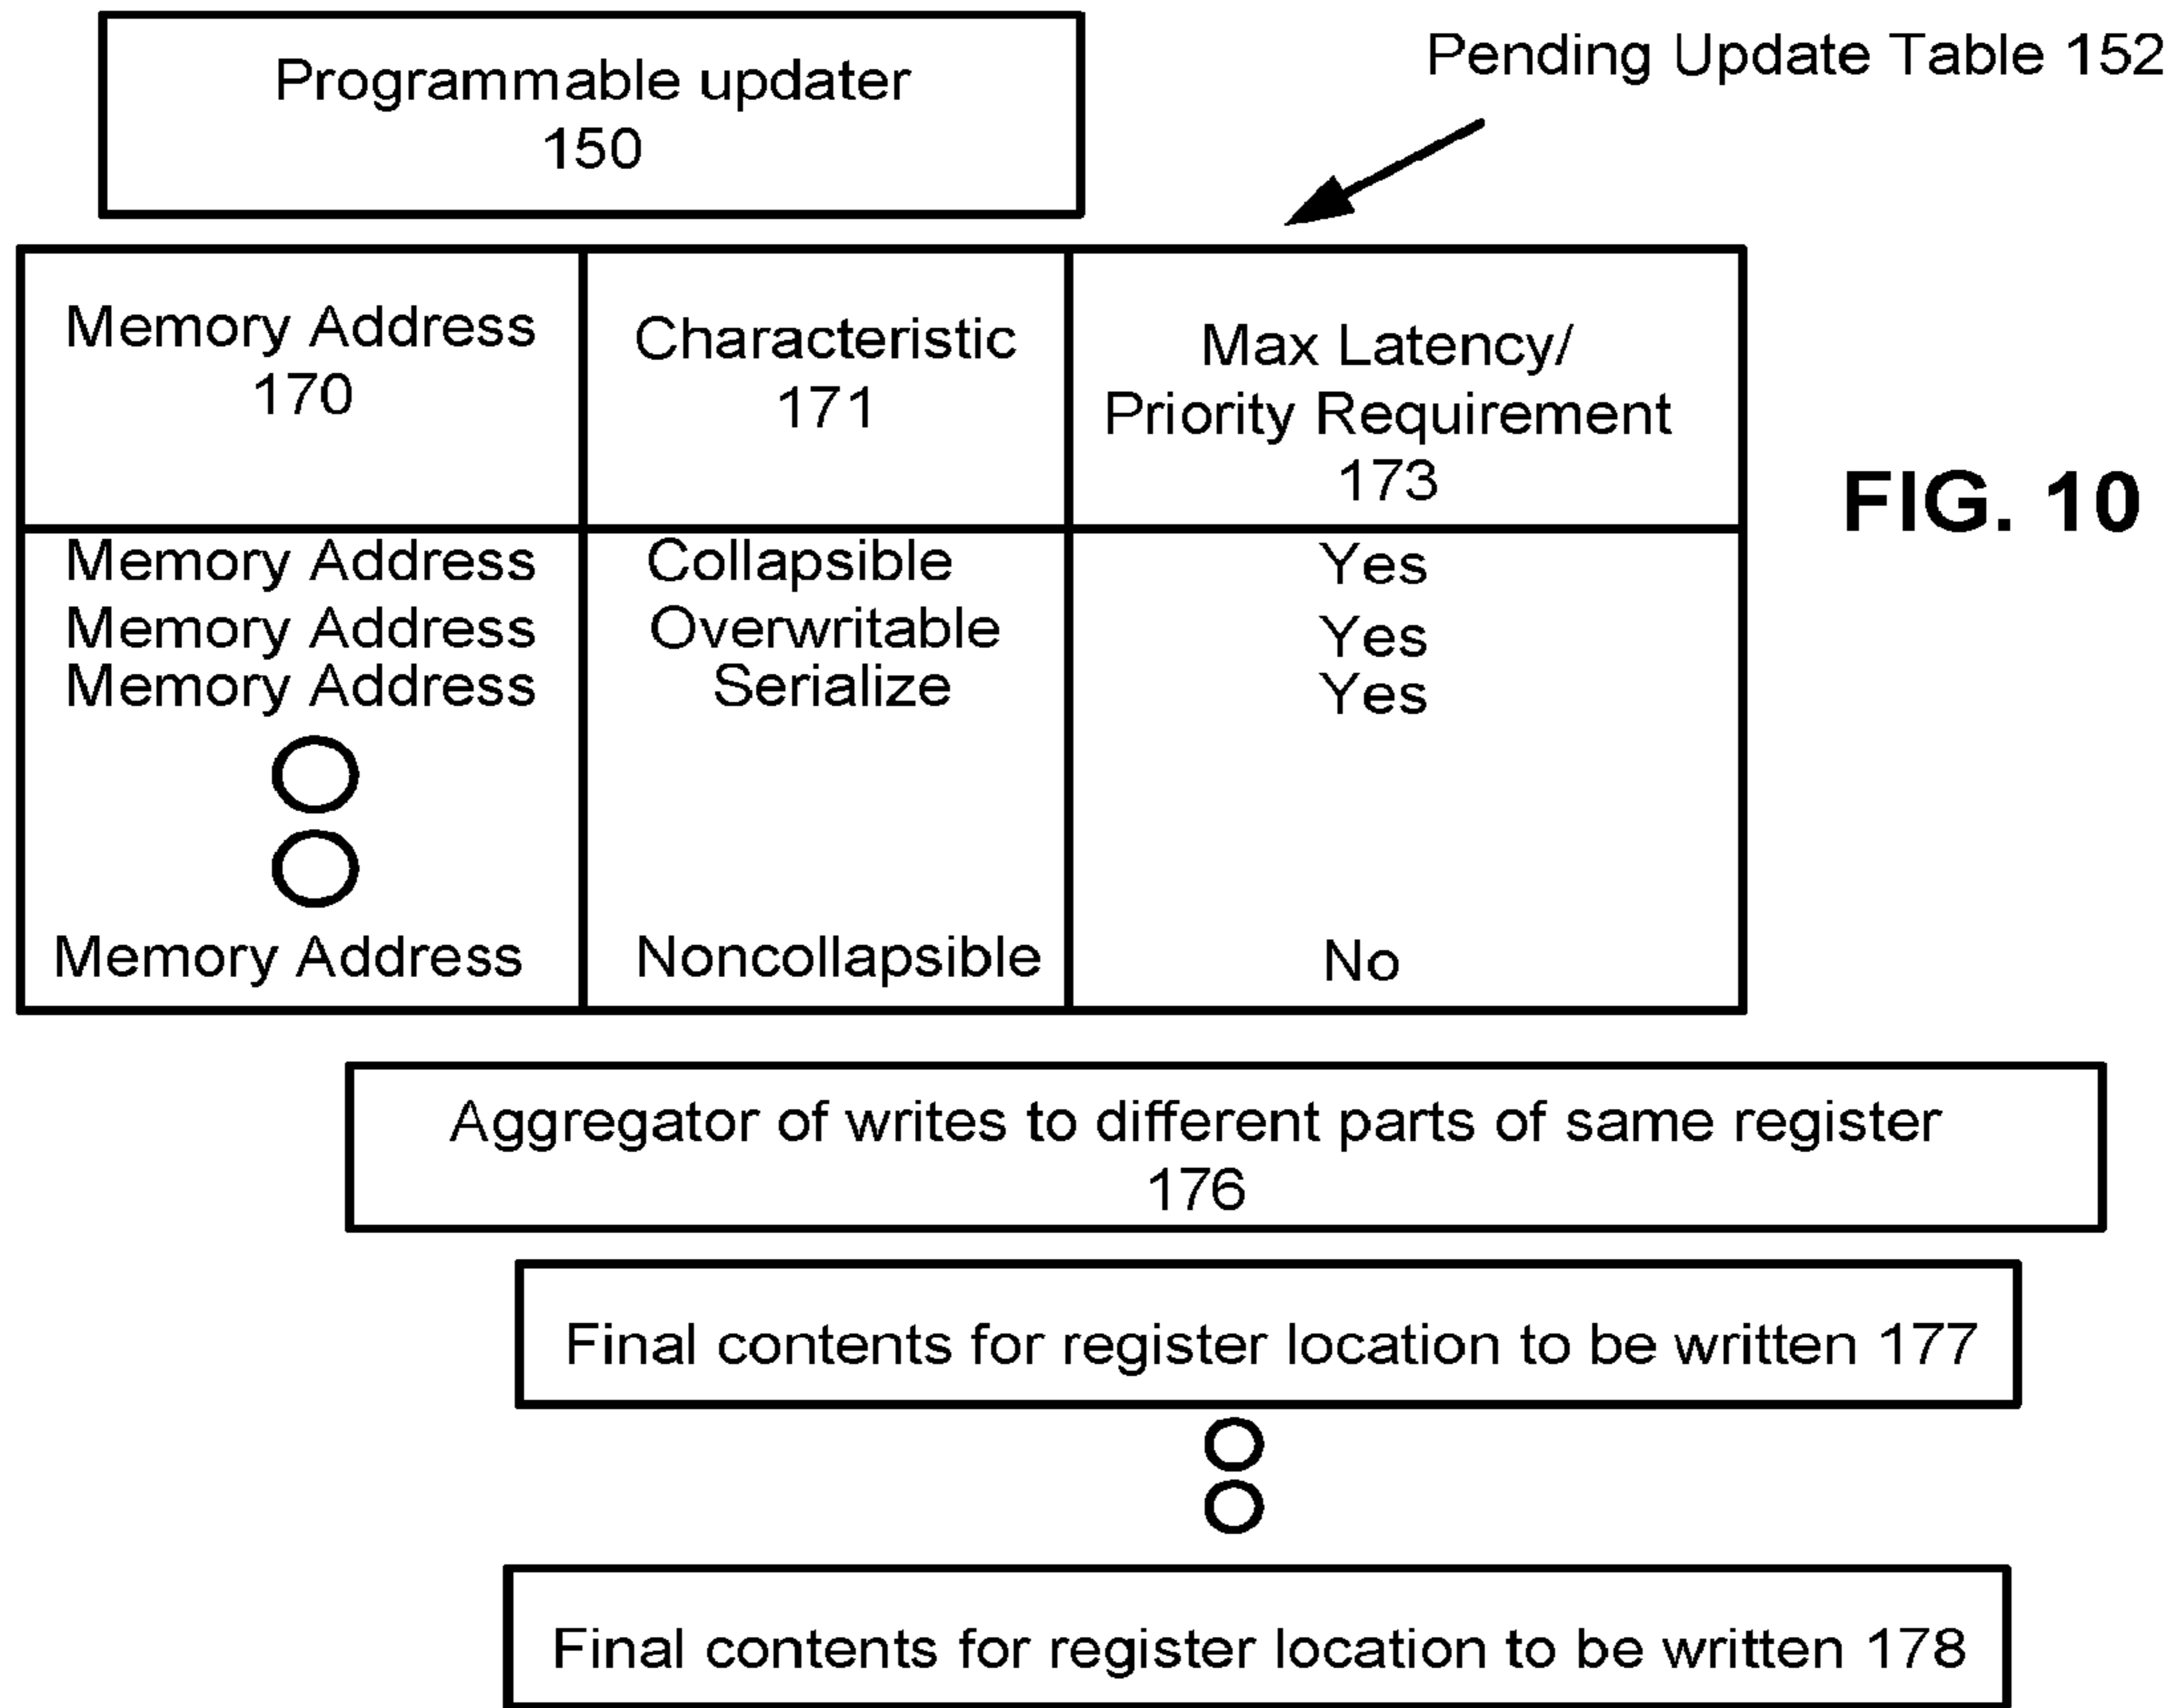 Programmable updater
150
Pending Update Table 152
Memory Address
170
Characteristic
171
Max Latency/
Priority Requirement
173
FIG. 10
Memory Address Collapsible Yes
Memory Address Overwritable Yes
Memory Address Serialize Yes
Memory Address Noncollapsible No
Aggregator of writes to different parts of same register
176
Final contents for register location to be written 177
Final contents for register location to be written 178